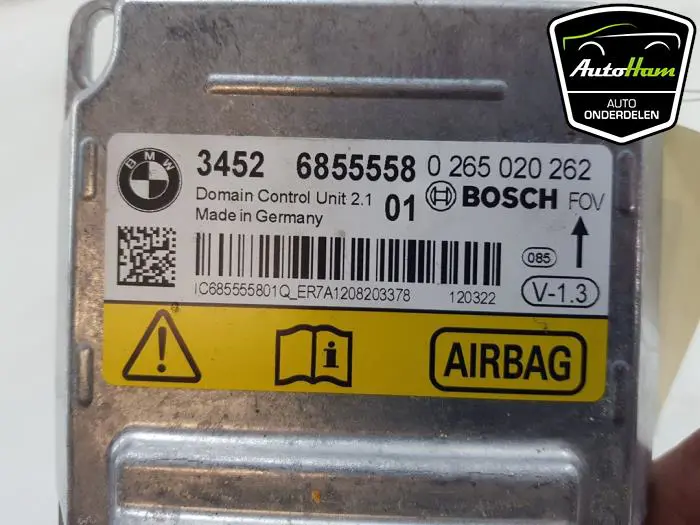 AutoHam
AUTO
ONDERDELEN
BMW
3452 6855558 0 265 020 262
Domain Control Unit 2.1 01 BOSCH FOV
Made in Germany
085
IC685555801Q_ER7A1208203378 120322 V-1.3
AIRBAG